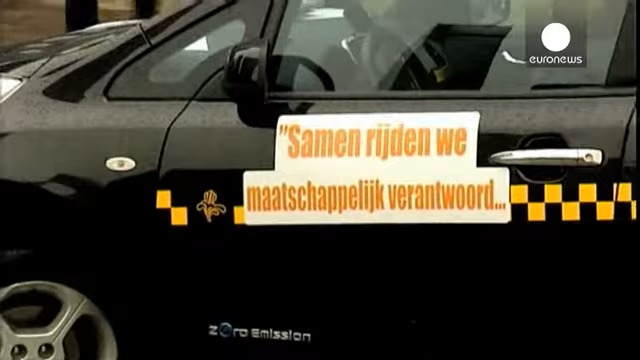 euronews
"Samen rijden we
maatschappelijk verantwoord...
zero emission